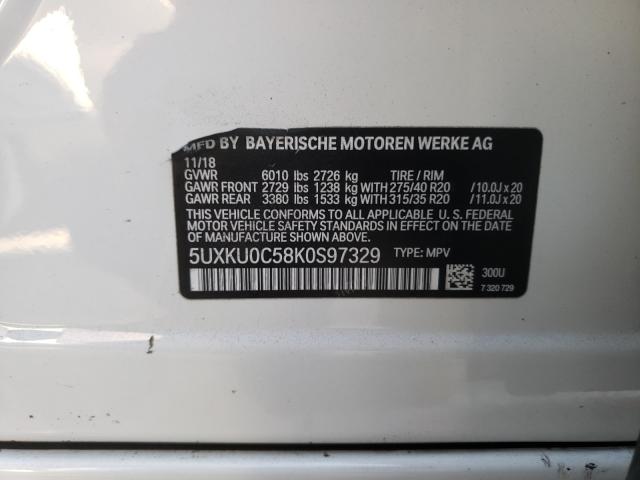 MFD BY BAYERISCHE MOTOREN WERKE AG
11/18
GVWR 6010 lbs 2726 kg TIRE / RIM
GAWR FRONT 2729 lbs 1238 kg WITH 275/40 R20 /10.0J x 20
GAWR REAR 3380 lbs 1533 kg WITH 315/35 R20 /11.0J x 20
THIS VEHICLE CONFORMS TO ALL APPLICABLE U. S. FEDERAL
MOTOR VEHICLE SAFETY STANDARDS IN EFFECT ON THE DATE
OF MANUFACTURE SHOWN ABOVE.
5UXKU0C58K0S97329 TYPE: MPV
300U
7 320 729